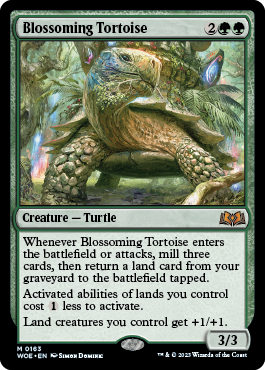 Blossoming Tortoise 2
Creature — Turtle
Whenever Blossoming Tortoise enters
the battlefield or attacks, mill three
cards, then return a land card from your
graveyard to the battlefield tapped.
Activated abilities of lands you control
cost 1 less to activate.
Land creatures you control get +1/+1.
3/3
M 0163
WOE • EN Simon Dominic
™ & © 2023 Wizards of the Coast